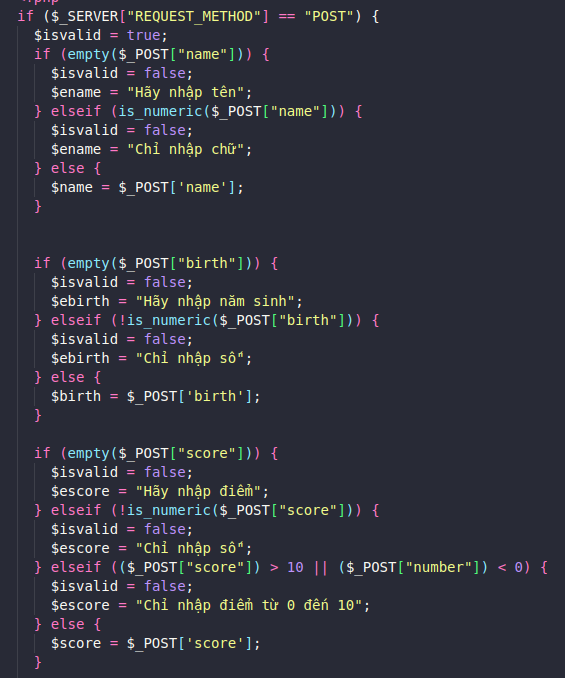 <?php
if ($_SERVER["REQUEST_METHOD"] == "POST") {
  $isvalid = true;
  if (empty($_POST["name"])) {
    $isvalid = false;
    $ename = "Hãy nhập tên";
  } elseif (is_numeric($_POST["name"])) {
    $isvalid = false;
    $ename = "Chỉ nhập chữ";
  } else {
    $name = $_POST['name'];
  }
  if (empty($_POST["birth"])) {
    $isvalid = false;
    $ebirth = "Hãy nhập năm sinh";
  } elseif (!is_numeric($_POST["birth"])) {
    $isvalid = false;
    $ebirth = "Chỉ nhập số";
  } else {
    $birth = $_POST['birth'];
  }
  if (empty($_POST["score"])) {
    $isvalid = false;
    $escore = "Hãy nhập điểm";
  } elseif (!is_numeric($_POST["score"])) {
    $isvalid = false;
    $escore = "Chỉ nhập số";
  } elseif (($_POST["score"]) > 10 || ($_POST["number"]) < 0) {
    $isvalid = false;
    $escore = "Chỉ nhập điểm từ 0 đến 10";
  } else {
    $score = $_POST['score'];
  }